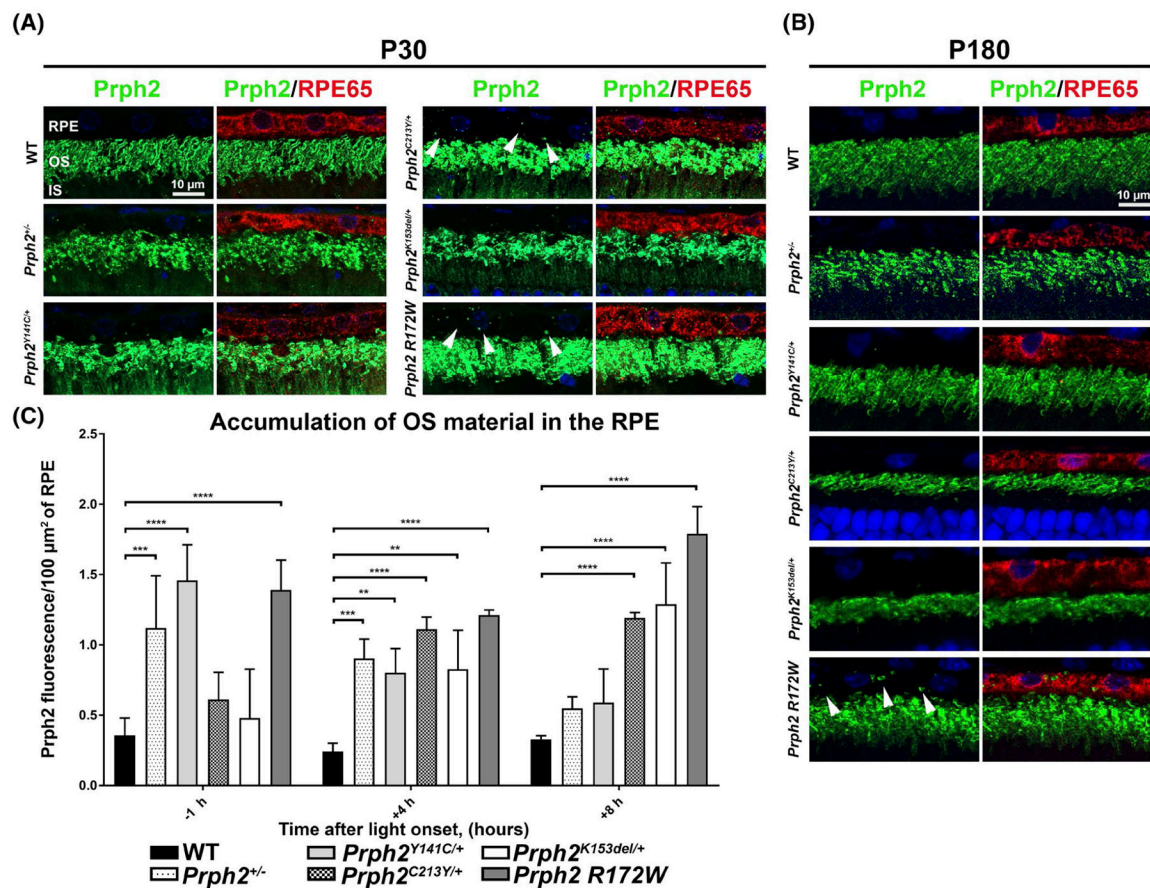 (A)
P30
Prph2
Prph2/RPE65
Prph2
Prph2/RPE65
WT
RPE
OS
IS
10 µm
Prph2+/-
Prph2Y141C/+
Prph2C213Y/+
Prph2K153del/+
Prph2 R172W
(B)
P180
Prph2
Prph2/RPE65
WT
10 µm
Prph2+/-
Prph2Y141C/+
Prph2C213Y/+
Prph2K153del/+
Prph2 R172W
(C)
Accumulation of OS material in the RPE
Prph2 fluorescence/100 µm² of RPE
2.5
2.0
1.5
1.0
0.5
0.0
****
****
***
****
**
****
**
***
****
****
****
-1 h
+4 h
+8 h
Time after light onset, (hours)
WT
Prph2Y141C/+
Prph2K153del/+
Prph2+/-
Prph2C213Y/+
Prph2 R172W